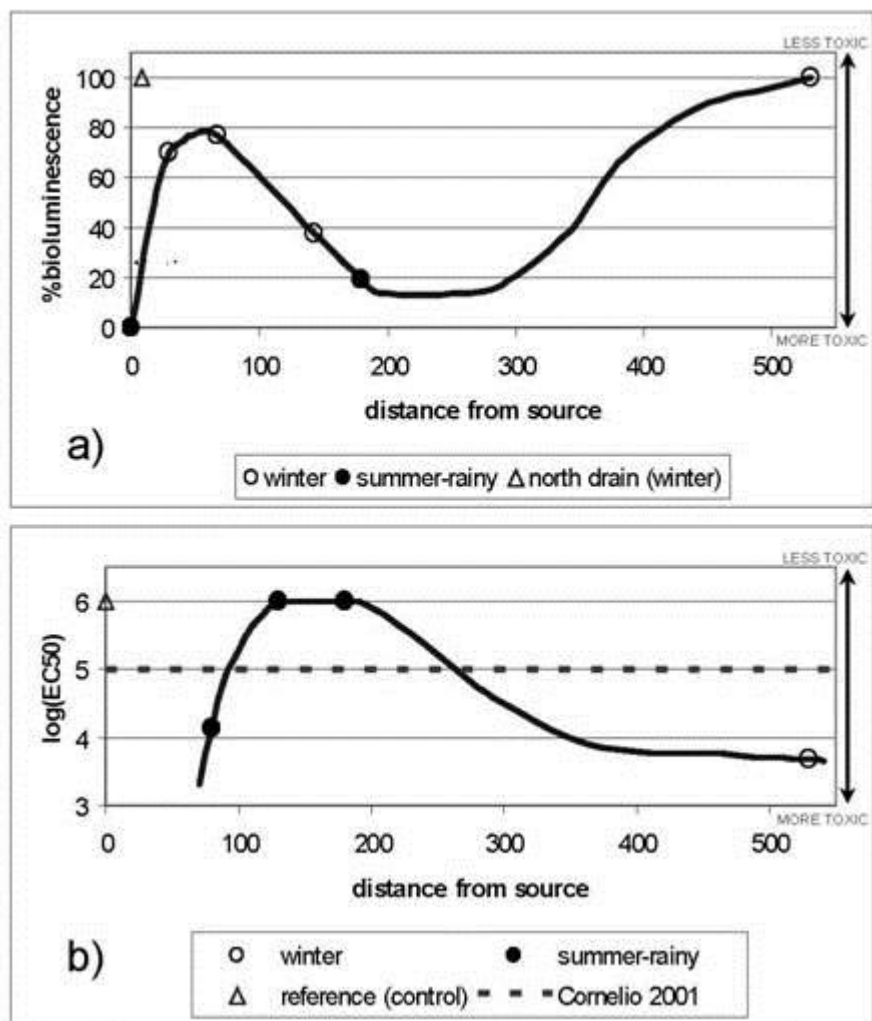 LESS TOXIC
100
80
60
40
20
0
%bioluminescence
MORE TOXIC
0 100 200 300 400 500
distance from source
a)
winter summer-rainy north drain (winter)
LESS TOXIC
6
5
4
3
log(EC50)
MORE TOXIC
0 100 200 300 400 500
distance from source
b)
winter summer-rainy
reference (control) Cornelio 2001